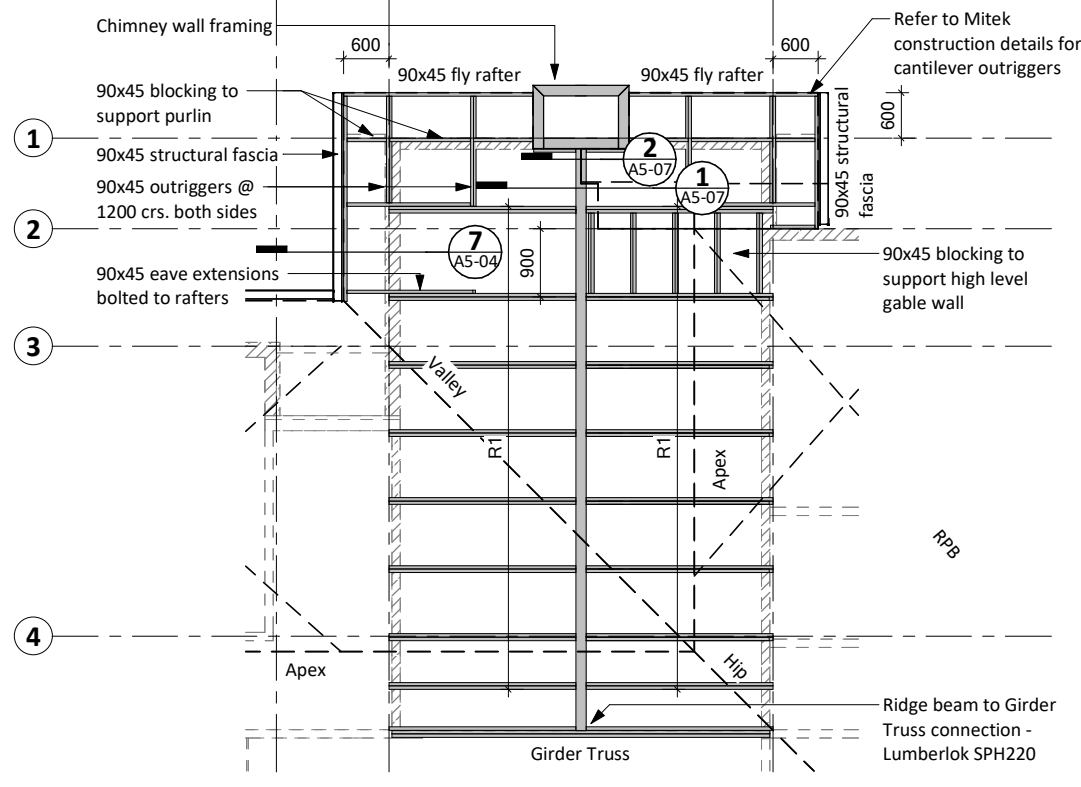 Chimney wall framing
Refer to Mitek
construction details for
cantilever outriggers
600
600
90x45 fly rafter
90x45 fly rafter
90x45 blocking to
support purlin
600
1
90x45 structural fascia
90x45 structural
fascia
2
A5-07
90x45 outriggers @
1200 crs. both sides
1
A5-07
2
7
A5-04
900
90x45 eave extensions
bolted to rafters
90x45 blocking to
support high level
gable wall
3
Valley
R1
R1
Apex
RPB
4
Apex
Hip
Ridge beam to Girder
Truss connection -
Lumberlok SPH220
Girder Truss